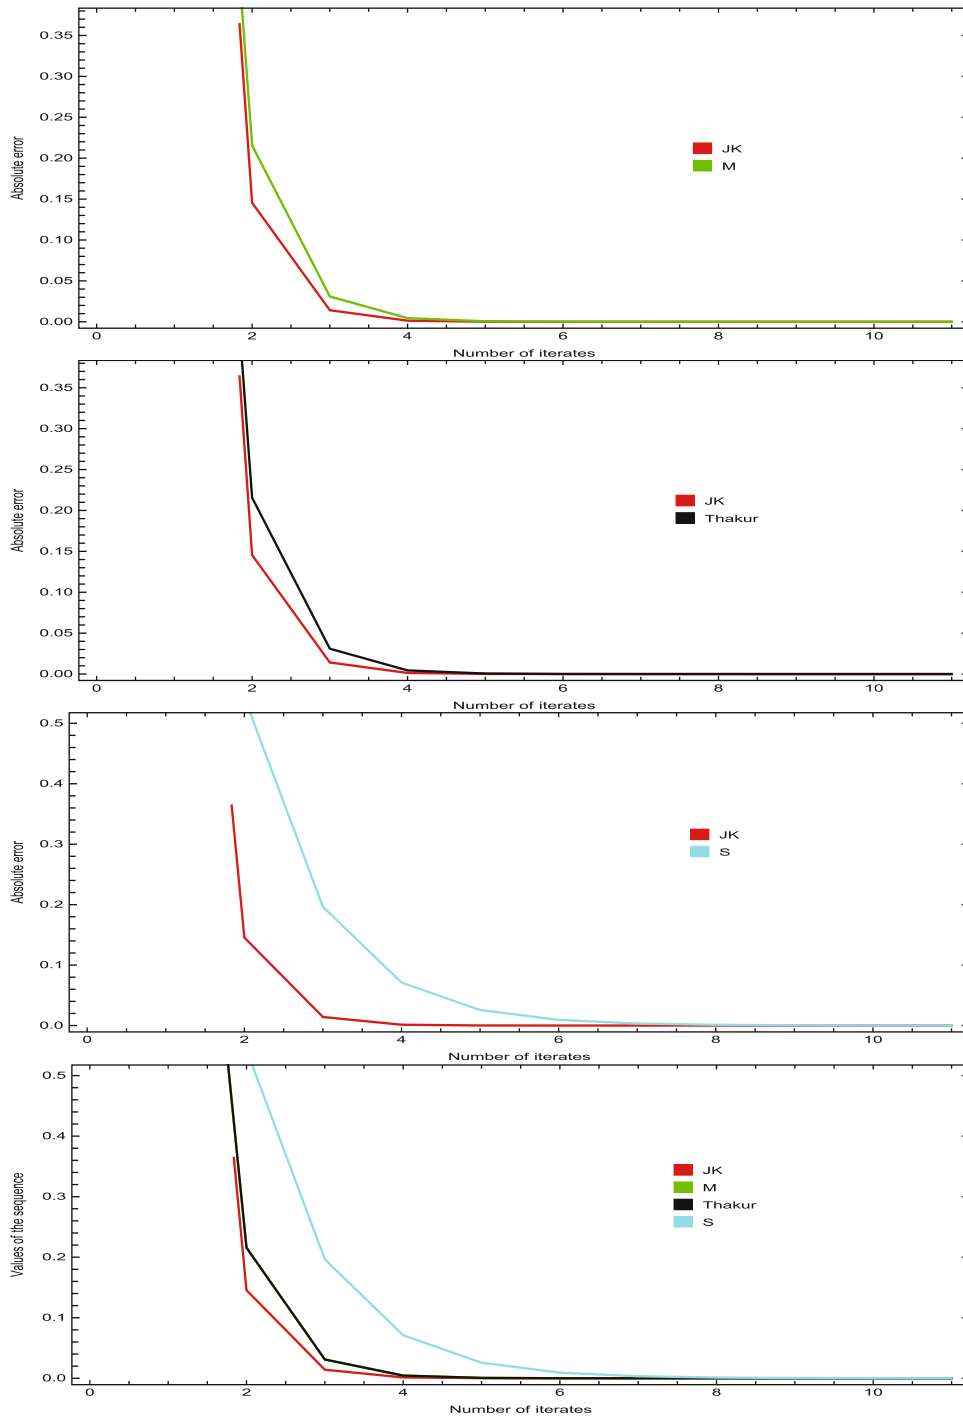 0.35
0.30
0.25
0.20
0.15
0.10
0.05
0.00
Absolute error
JK
M
0 2 4 6 8 10
Number of iterates
0.35
0.30
0.25
0.20
0.15
0.10
0.05
0.00
Absolute error
JK
Thakur
0 2 4 6 8 10
Number of iterates
0.5
0.4
0.3
0.2
0.1
0.0
Absolute error
JK
S
0 2 4 6 8 10
Number of iterates
0.5
0.4
0.3
0.2
0.1
0.0
Values of the sequence
JK
M
Thakur
S
0 2 4 6 8 10
Number of iterates